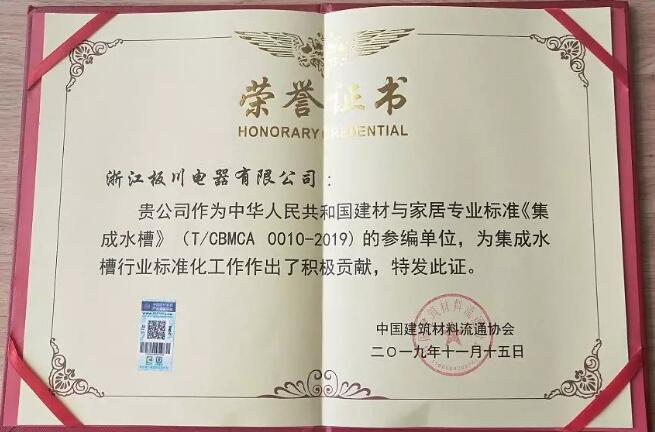 荣誉证书
HONORARY CREDENTIAL
浙江板川电器有限公司：
贵公司作为中华人民共和国建材与家居专业标准《集
成水槽》（T/CBMCA 0010-2019）的参编单位，为集成水
槽行业标准化工作作出了积极贡献，特发此证。
中国建筑材料流通协会
二〇一九年十一月十五日